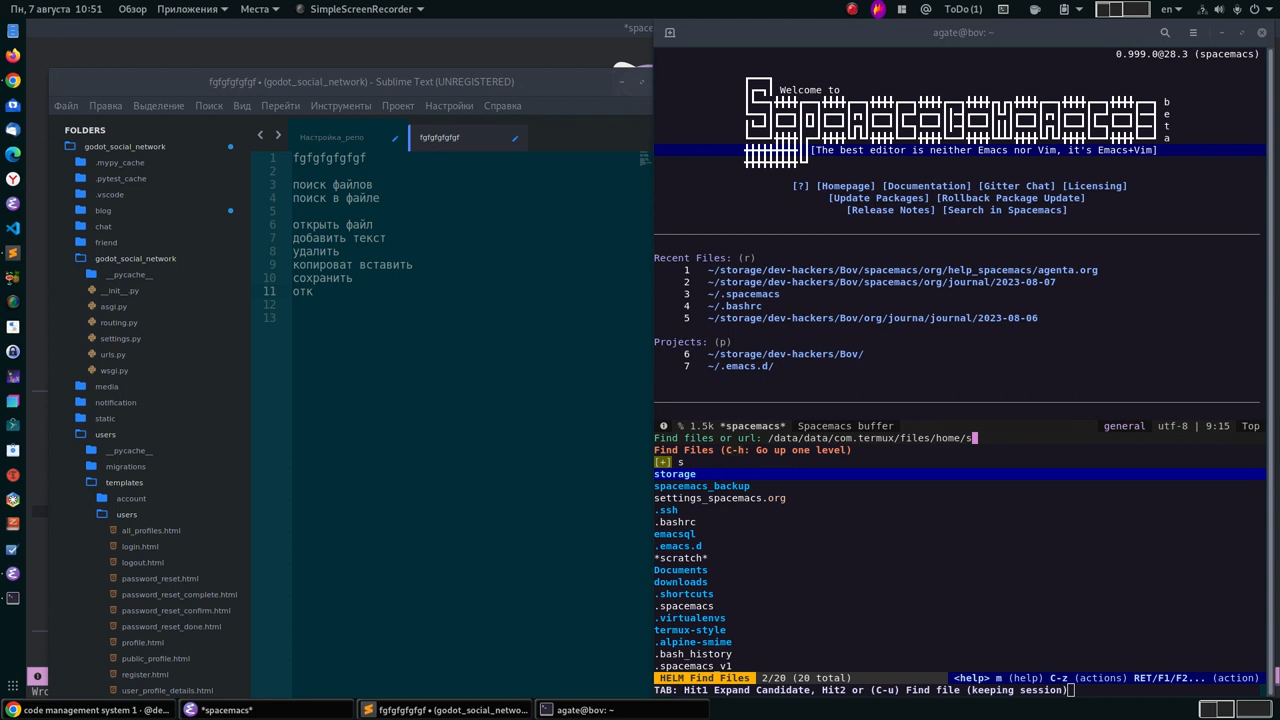 Пн, 7 августа 10:51
Обзор
Приложения
Места
SimpleScreenRecorder
ToDo(1)
en
*space
fgfgfgfgfgf • (godot_social_network) - Sublime Text (UNREGISTERED)
Файл
Правка
Выделение
Поиск
Вид
Перейти
Инструменты
Проект
Настройки
Справка
FOLDERS
godot_social_network
.mypy_cache
.pytest_cache
.vscode
blog
chat
friend
godot_social_network
__pycache__
__init__.py
asgi.py
routing.py
settings.py
urls.py
wsgi.py
media
notification
static
users
__pycache__
migrations
templates
account
users
all_profiles.html
login.html
logout.html
password_reset.html
password_reset_complete.html
password_reset_confirm.html
password_reset_done.html
profile.html
public_profile.html
register.html
user_profile_details.html
Настройка_репо
fgfgfgfgfgf
1 fgfgfgfgfgf
2
3 поиск файлов
4 поиск в файле
5
6 открыть файл
7 добавить текст
8 удалить
9 копироват вставить
10 сохранить
11 отк
12
13
agate@bov: ~
0.999.0@28.3 (spacemacs)
Welcome to
Spacemacs
beta
[The best editor is neither Emacs nor Vim, it's Emacs+Vim]
[?] [Homepage] [Documentation] [Gitter Chat] [Licensing]
[Update Packages] [Rollback Package Update]
[Release Notes] [Search in Spacemacs]
Recent Files: (r)
1 ~/storage/dev-hackers/Bov/spacemacs/org/help_spacemacs/agenta.org
2 ~/storage/dev-hackers/Bov/spacemacs/org/journal/2023-08-07
3 ~/.spacemacs
4 ~/.bashrc
5 ~/storage/dev-hackers/Bov/org/journa/journal/2023-08-06
Projects: (p)
6 ~/storage/dev-hackers/Bov/
7 ~/.emacs.d/
% 1.5k *spacemacs* Spacemacs buffer general utf-8 | 9:15 Top
Find files or url: /data/data/com.termux/files/home/s
Find Files (C-h: Go up one level)
[+] s
storage
spacemacs_backup
settings_spacemacs.org
.ssh
.bashrc
emacsql
.emacs.d
*scratch*
Documents
downloads
.shortcuts
.spacemacs
.virtualenvs
termux-style
.alpine-smime
.bash_history
.spacemacs_v1
HELM Find Files 2/20 (20 total) <help> m (help) C-z (actions) RET/F1/F2... (action)
TAB: Hit1 Expand Candidate, Hit2 or (C-u) Find file (keeping session)
Wrc
code management system 1 · @de...
*spacemacs*
fgfgfgfgfgf • (godot_social_netwo...
agate@bov: ~